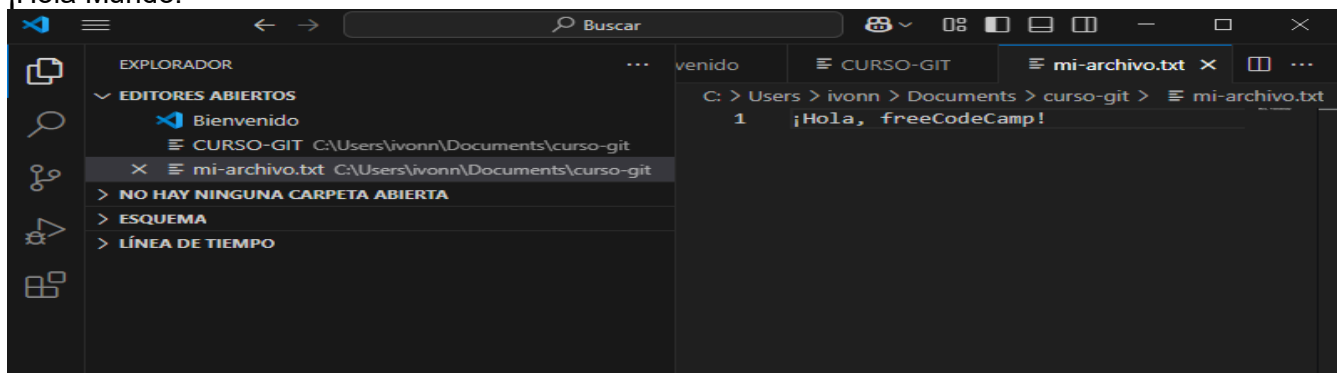 ¡Hola Mundo!
Buscar
EXPLORADOR
EDITORES ABIERTOS
Bienvenido
CURSO-GIT C:\Users\ivonn\Documents\curso-git
mi-archivo.txt C:\Users\ivonn\Documents\curso-git
NO HAY NINGUNA CARPETA ABIERTA
ESQUEMA
LÍNEA DE TIEMPO
venido CURSO-GIT mi-archivo.txt
C: > Users > ivonn > Documents > curso-git > mi-archivo.txt
1 ¡Hola, freeCodeCamp!